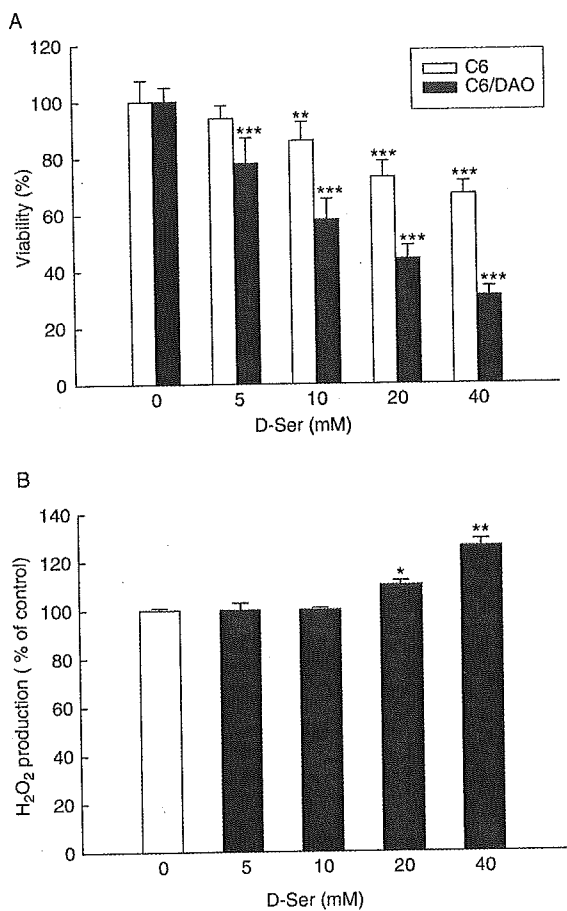 A
120
100
80
60
40
20
0
Viability (%)
C6
C6/DAO
***
**
***
***
***
***
***
0 5 10 20 40
D-Ser (mM)
B
140
120
100
80
60
40
20
0
H₂O₂ production ( % of control)
*
**
0 5 10 20 40
D-Ser (mM)